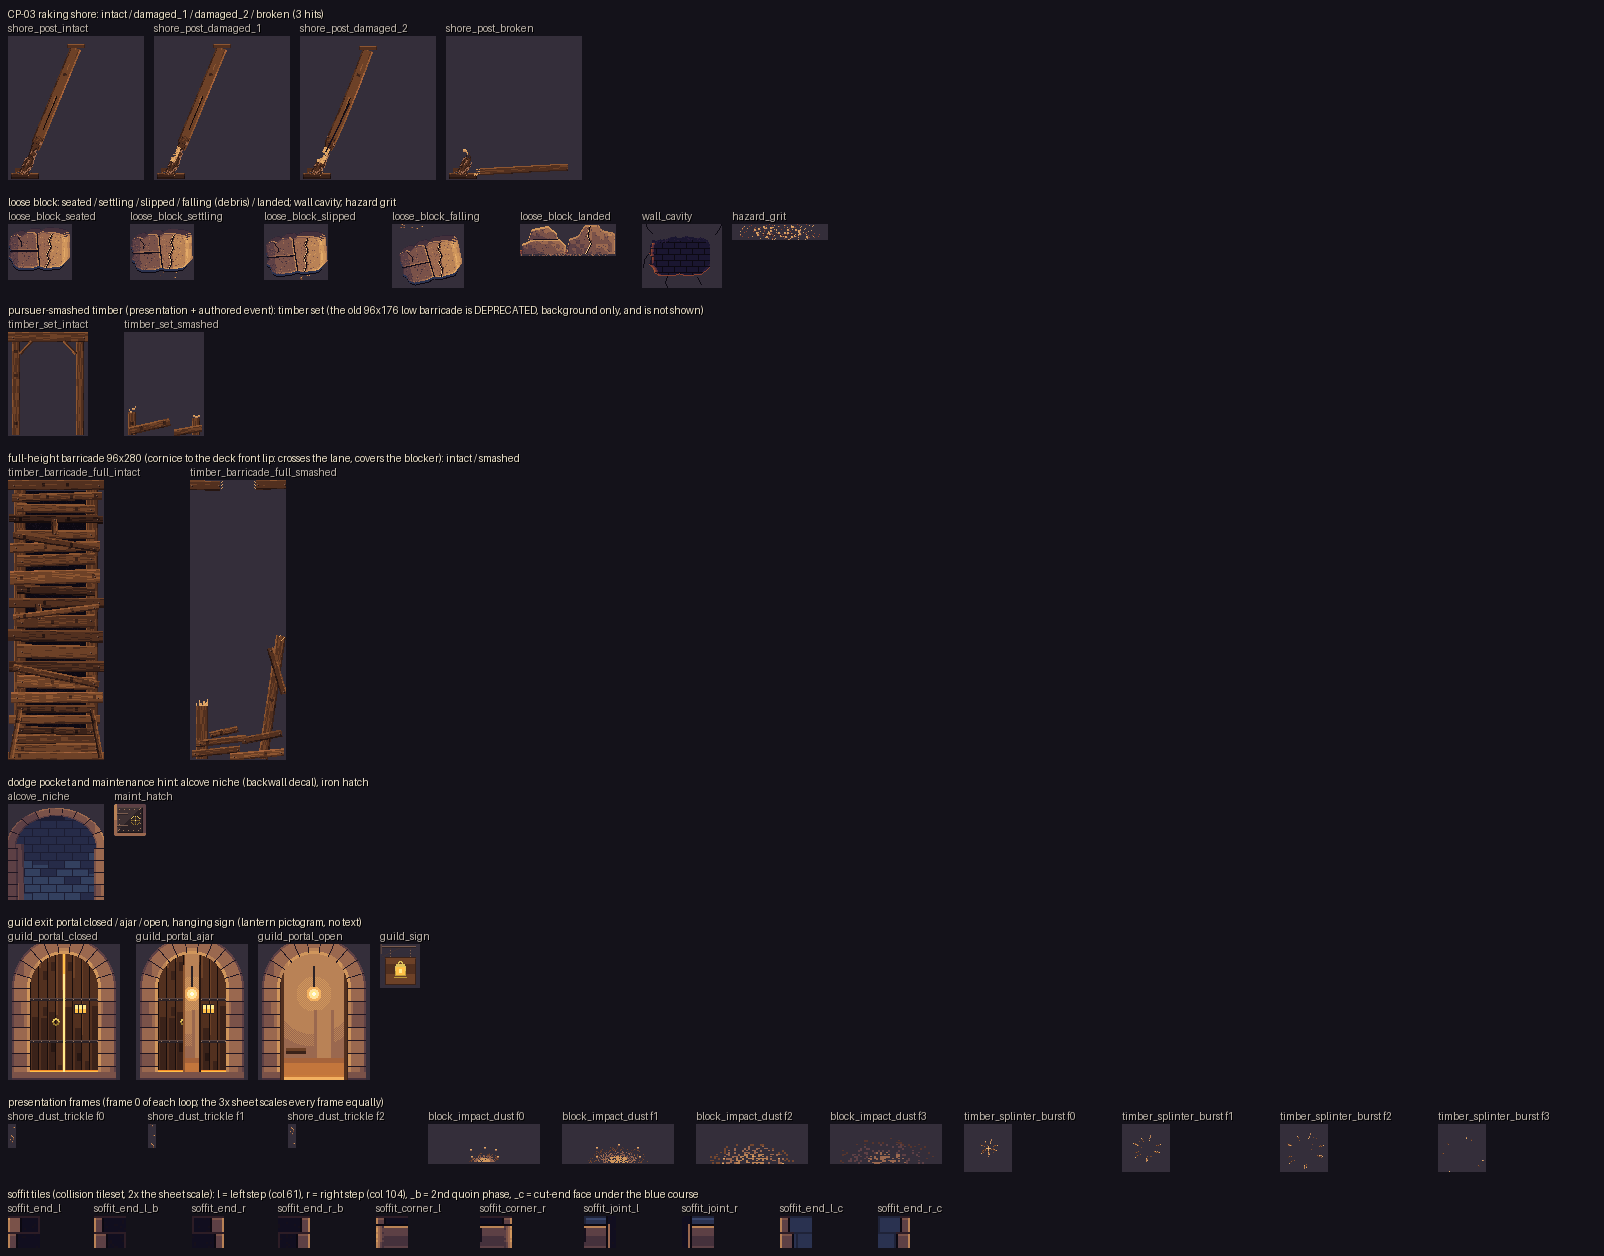 CP-03 raking shore: intact / damaged_1 / damaged_2 / broken (3 hits)
shore_post_intact shore_post_damaged_1 shore_post_damaged_2 shore_post_broken
loose block: seated / settling / slipped / falling (debris) / landed; wall cavity; hazard grit
loose_block_seated loose_block_settling loose_block_slipped loose_block_falling loose_block_landed wall_cavity hazard_grit
pursuer-smashed timber (presentation + authored event): timber set (the old 96x176 low barricade is DEPRECATED, background only, and is not shown)
timber_set_intact timber_set_smashed
full-height barricade 96x280 (cornice to the deck front lip: crosses the lane, covers the blocker): intact / smashed
timber_barricade_full_intact timber_barricade_full_smashed
dodge pocket and maintenance hint: alcove niche (backwall decal), iron hatch
alcove_niche maint_hatch
guild exit: portal closed / ajar / open, hanging sign (lantern pictogram, no text)
guild_portal_closed guild_portal_ajar guild_portal_open guild_sign
presentation frames (frame 0 of each loop; the 3x sheet scales every frame equally)
shore_dust_trickle f0 shore_dust_trickle f1 shore_dust_trickle f2 block_impact_dust f0 block_impact_dust f1 block_impact_dust f2 block_impact_dust f3 timber_splinter_burst f0 timber_splinter_burst f1 timber_splinter_burst f2 timber_splinter_burst f3
soffit tiles (collision tileset, 2x the sheet scale): l = left step (col 61), r = right step (col 104), _b = 2nd quoin phase, _c = cut-end face under the blue course
soffit_end_l soffit_end_l_b soffit_end_r soffit_end_r_b soffit_corner_l soffit_corner_r soffit_joint_l soffit_joint_r soffit_end_l_c soffit_end_r_c